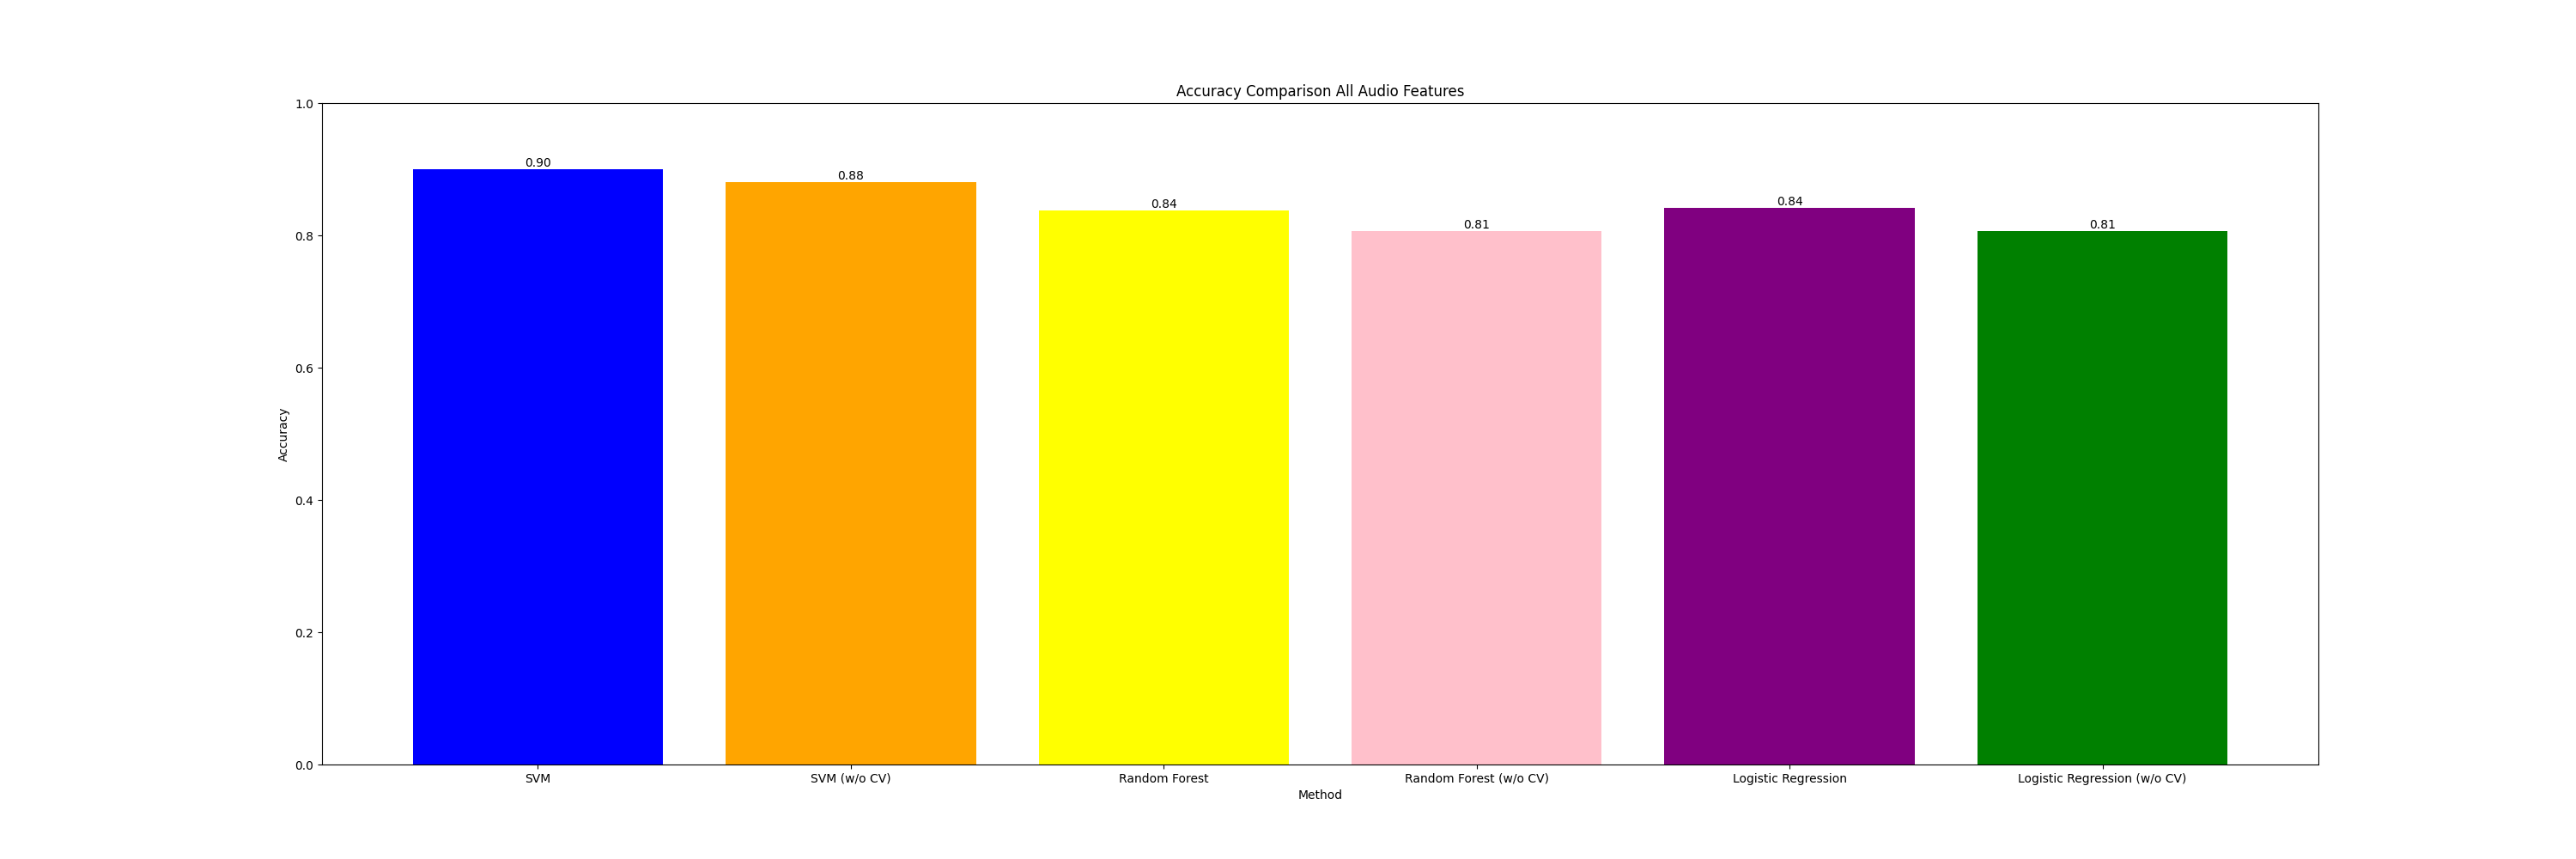 Accuracy Comparison All Audio Features
1.0
0.8
0.6
0.4
0.2
0.0
Accuracy
0.90
0.88
0.84
0.81
0.84
0.81
SVM
SVM (w/o CV)
Random Forest
Random Forest (w/o CV)
Logistic Regression
Logistic Regression (w/o CV)
Method